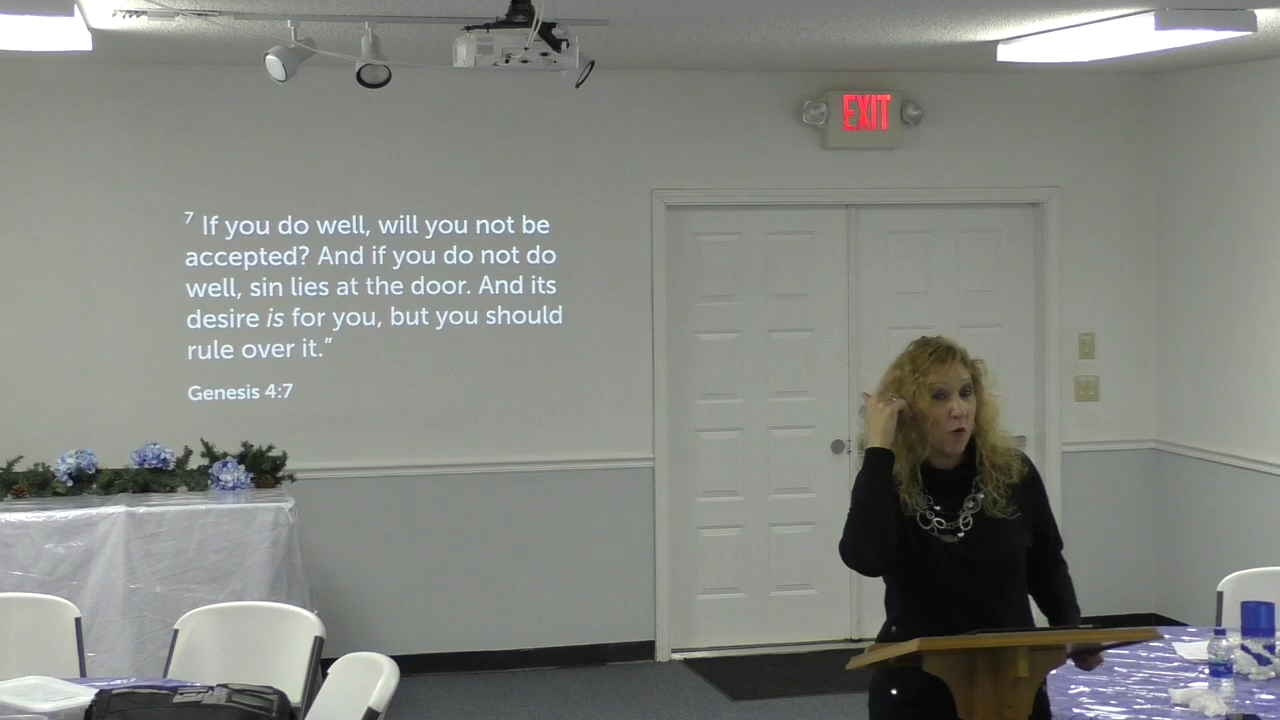 EXIT
7 If you do well, will you not be
accepted? And if you do not do
well, sin lies at the door. And its
desire is for you, but you should
rule over it.”
Genesis 4:7